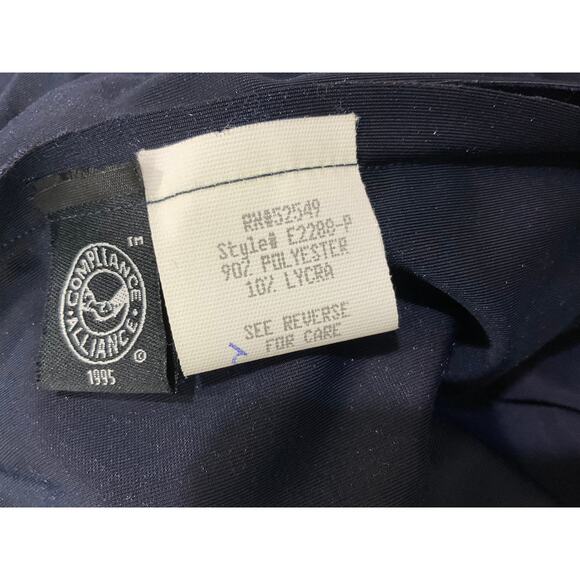 RN#52549
Style# E2208-P
90% POLYESTER
10% LYCRA
SEE REVERSE
FOR CARE
COMPLIANCE
ALLIANCE
TM
©
1995